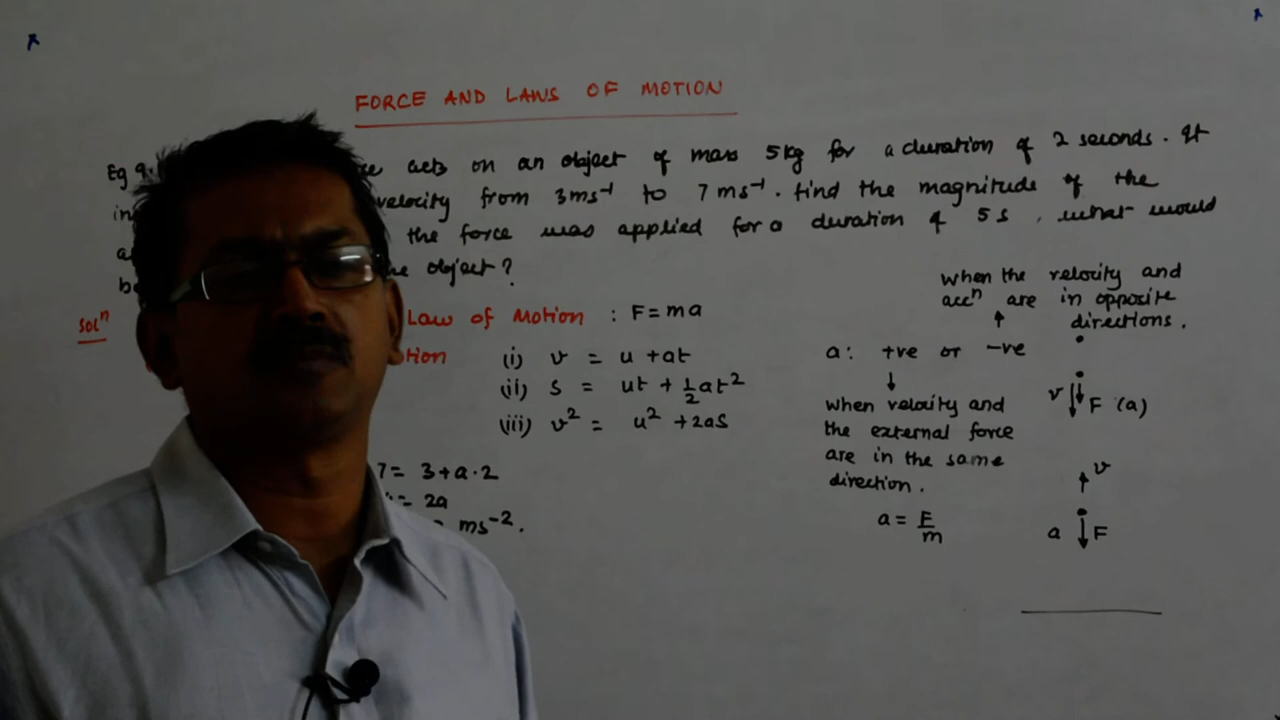 FORCE AND LAWS OF MOTION
Eg 9. acts on an object of mass 5kg for a duration of 2 seconds. It
velocity from 3ms⁻¹ to 7ms⁻¹. find the magnitude of the
the force was applied for a duration of 5s, what would
object?
Solⁿ Law of Motion : F=ma
(i) v = u+at
(ii) s = ut + 1/2 at²
(iii) v² = u² +2as
7= 3+a·2
= 2a
ms⁻².
when the velocity and
accⁿ are in opposite
directions.
a: +ve or -ve
when velocity and
the external force
are in the same
direction.
a = F/m
v F (a)
v
a F